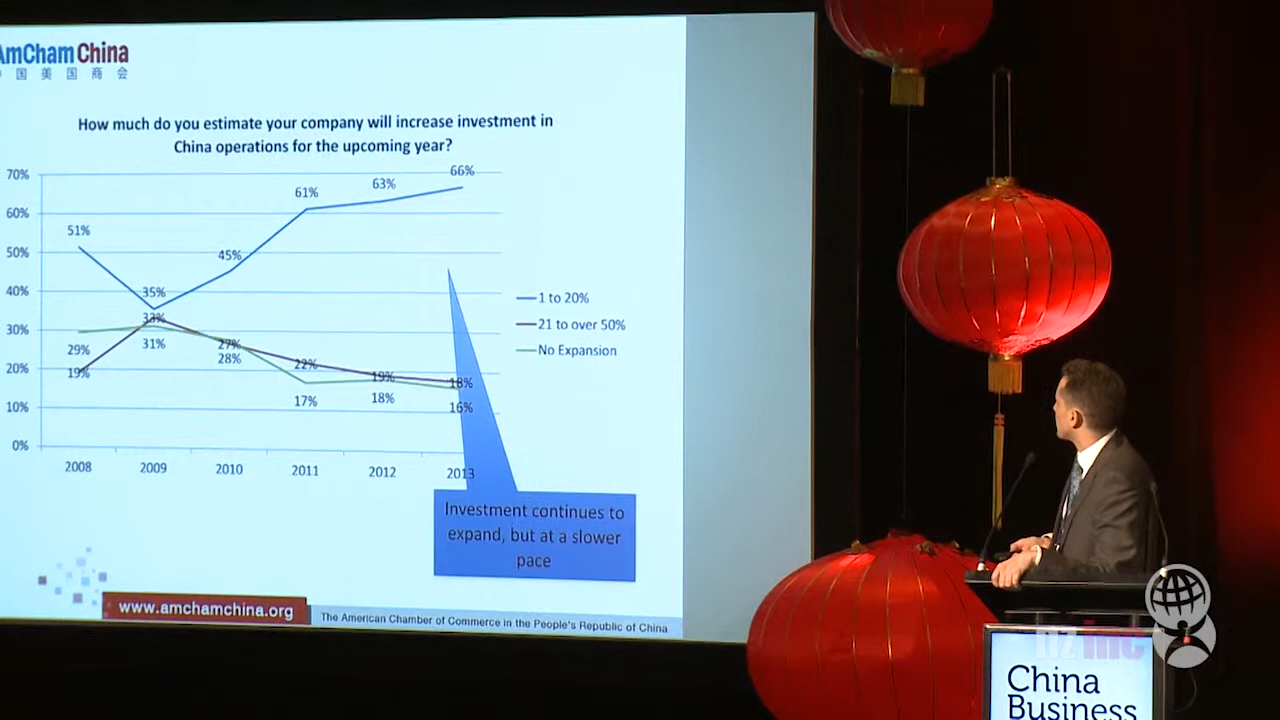 AmCham China
国 美 国 商 会
How much do you estimate your company will increase investment in
China operations for the upcoming year?
70%
60%
50%
40%
30%
20%
10%
0%
51%
35%
45%
61%
63%
66%
19%
33%
27%
22%
19%
18%
29%
31%
28%
17%
18%
16%
2008
2009
2010
2011
2012
2013
1 to 20%
21 to over 50%
No Expansion
Investment continues to
expand, but at a slower
pace
www.amchamchina.org
The American Chamber of Commerce in the People's Republic of China
nzinc
China
Business